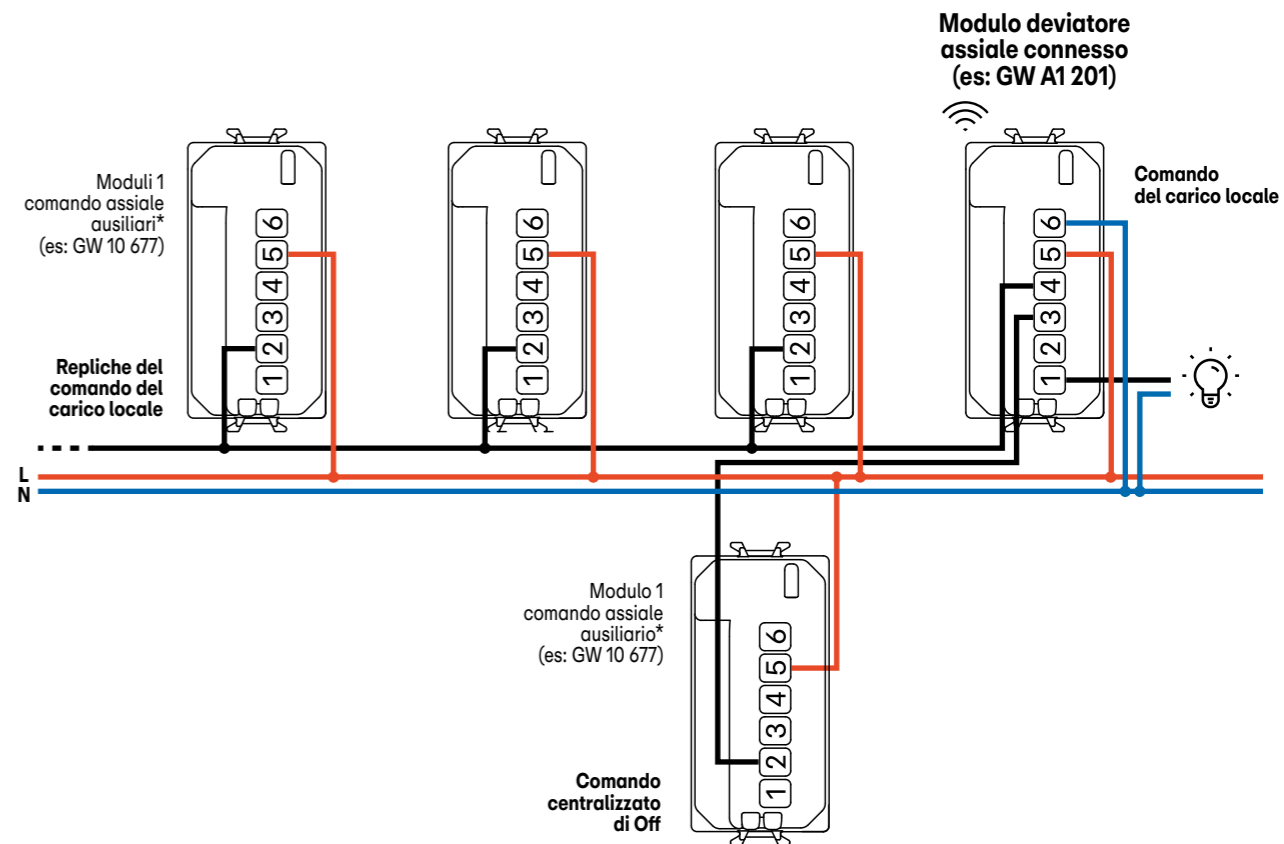 Modulo deviatore
assiale connesso
(es: GW A1 201)
Moduli 1
comando assiale
ausiliari*
(es: GW 10 677)
Comando
del carico locale
6
5
4
3
2
1
6
5
4
3
2
1
6
5
4
3
2
1
6
5
4
3
2
1
Repliche del
comando del
carico locale
L
N
Modulo 1
comando assiale
ausiliario*
(es: GW 10 677)
6
5
4
3
2
1
Comando
centralizzato
di Off